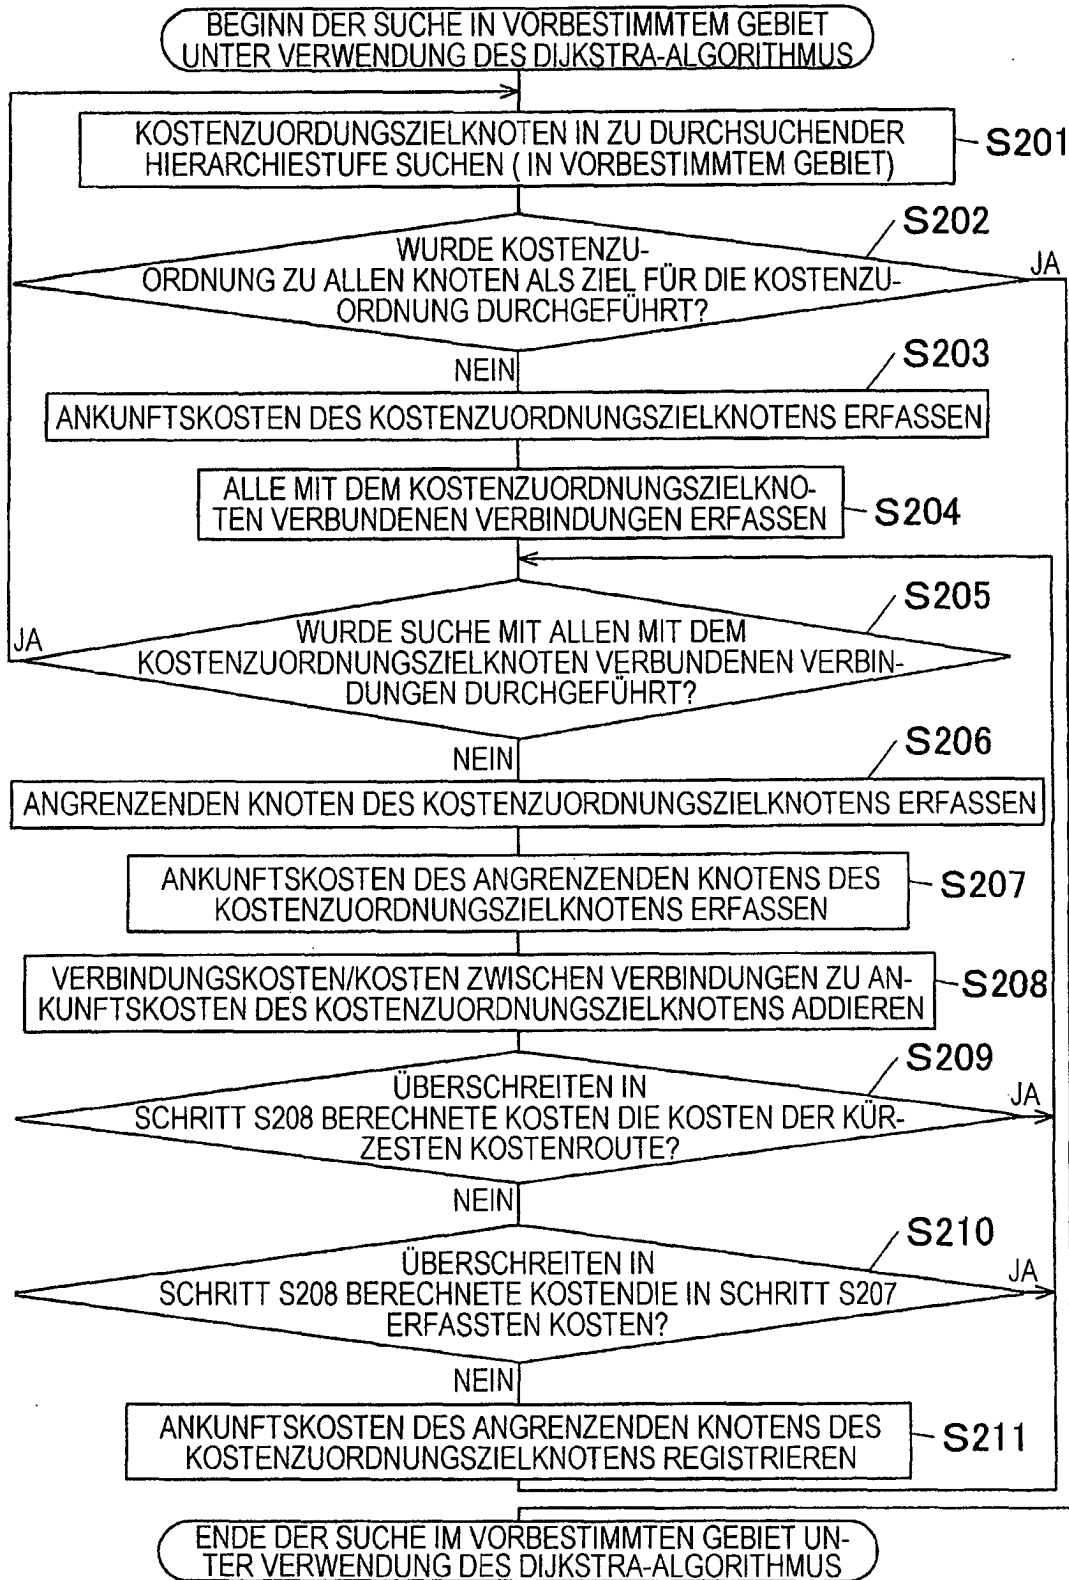 BEGINN DER SUCHE IN VORBESTIMMTEM GEBIET
UNTER VERWENDUNG DES DIJKSTRA-ALGORITHMUS
KOSTENZUORDUNGSZIELKNOTEN IN ZU DURCHSUCHENDER
HIERARCHIESTUFE SUCHEN ( IN VORBESTIMMTEM GEBIET)
S201
S202
WURDE KOSTENZU-
ORDNUNG ZU ALLEN KNOTEN ALS ZIEL FÜR DIE KOSTENZU-
ORDNUNG DURCHGEFÜHRT?
JA
NEIN
S203
ANKUNFTSKOSTEN DES KOSTENZUORDNUNGSZIELKNOTENS ERFASSEN
ALLE MIT DEM KOSTENZUORDNUNGSZIELKNO-
TEN VERBUNDENEN VERBINDUNGEN ERFASSEN
S204
S205
JA
WURDE SUCHE MIT ALLEN MIT DEM
KOSTENZUORDNUNGSZIELKNOTEN VERBUNDENEN VERBIN-
DUNGEN DURCHGEFÜHRT?
NEIN
S206
ANGRENZENDEN KNOTEN DES KOSTENZUORDNUNGSZIELKNOTENS ERFASSEN
ANKUNFTSKOSTEN DES ANGRENZENDEN KNOTENS DES
KOSTENZUORDNUNGSZIELKNOTENS ERFASSEN
S207
VERBINDUNGSKOSTEN/KOSTEN ZWISCHEN VERBINDUNGEN ZU AN-
KUNFTSKOSTEN DES KOSTENZUORDNUNGSZIELKNOTENS ADDIEREN
S208
S209
ÜBERSCHREITEN IN
SCHRITT S208 BERECHNETE KOSTEN DIE KOSTEN DER KÜR-
ZESTEN KOSTENROUTE?
JA
NEIN
S210
ÜBERSCHREITEN IN
SCHRITT S208 BERECHNETE KOSTENDIE IN SCHRITT S207
ERFASSTEN KOSTEN?
JA
NEIN
ANKUNFTSKOSTEN DES ANGRENZENDEN KNOTENS DES
KOSTENZUORDNUNGSZIELKNOTENS REGISTRIEREN
S211
ENDE DER SUCHE IM VORBESTIMMTEN GEBIET UN-
TER VERWENDUNG DES DIJKSTRA-ALGORITHMUS